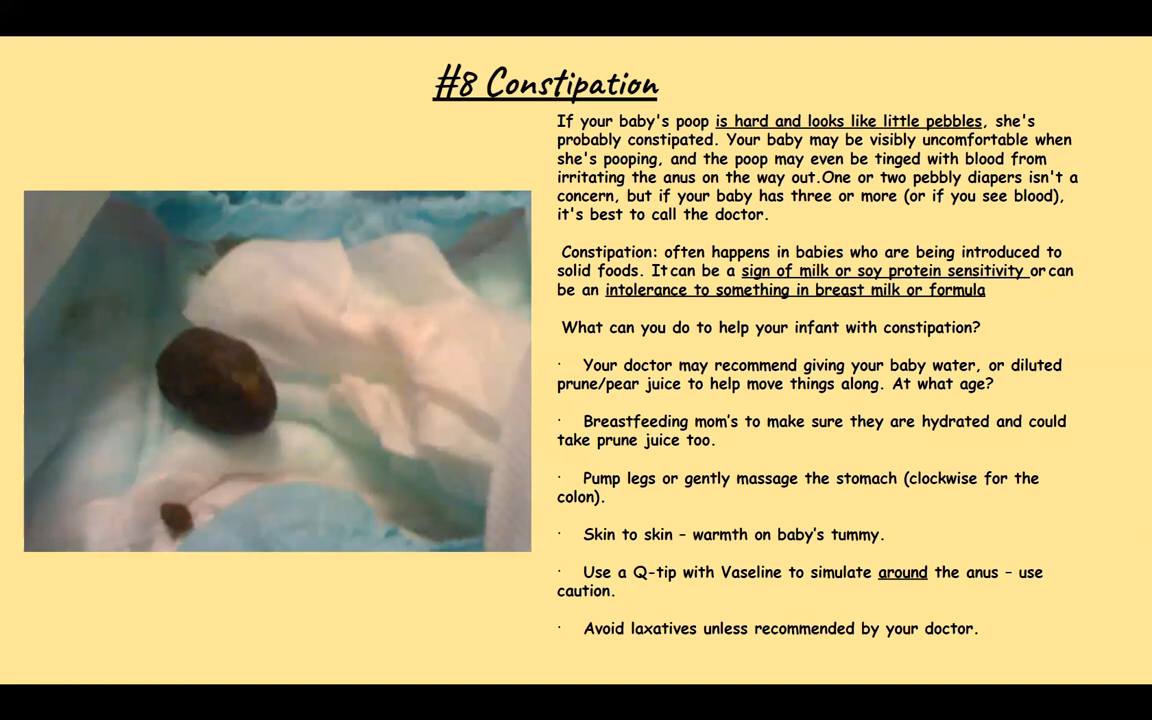 #8 Constipation
If your baby's poop is hard and looks like little pebbles, she's
probably constipated. Your baby may be visibly uncomfortable when
she's pooping, and the poop may even be tinged with blood from
irritating the anus on the way out.One or two pebbly diapers isn't a
concern, but if your baby has three or more (or if you see blood),
it's best to call the doctor.
Constipation: often happens in babies who are being introduced to
solid foods. It can be a sign of milk or soy protein sensitivity or can
be an intolerance to something in breast milk or formula
What can you do to help your infant with constipation?
· Your doctor may recommend giving your baby water, or diluted
prune/pear juice to help move things along. At what age?
· Breastfeeding mom's to make sure they are hydrated and could
take prune juice too.
· Pump legs or gently massage the stomach (clockwise for the
colon).
· Skin to skin – warmth on baby's tummy.
· Use a Q-tip with Vaseline to simulate around the anus – use
caution.
· Avoid laxatives unless recommended by your doctor.